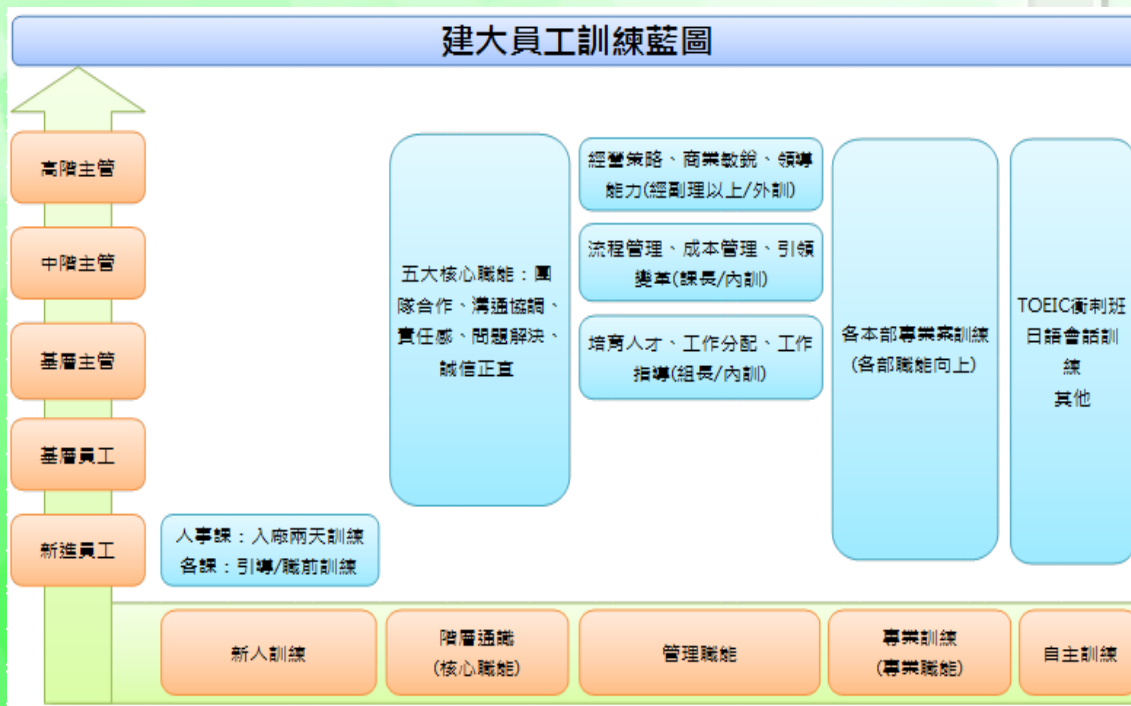 建大員工訓練藍圖
高階主管
中階主管
基層主管
基層員工
新進員工
人事課：入廠兩天訓練
各課：引導/職前訓練
五大核心職能：團
隊合作、溝通協調、
責任感、問題解決、
誠信正直
經營策略、商業敏銳、領導
能力(經副理以上/外訓)
流程管理、成本管理、引領
變革(課長/內訓)
培育人才、工作分配、工作
指導(組長/內訓)
各本部專業案訓練
(各部職能向上)
TOEIC衝刺班
日語會話訓
練
其他
新人訓練
階層通識
(核心職能)
管理職能
專業訓練
(專業職能)
自主訓練